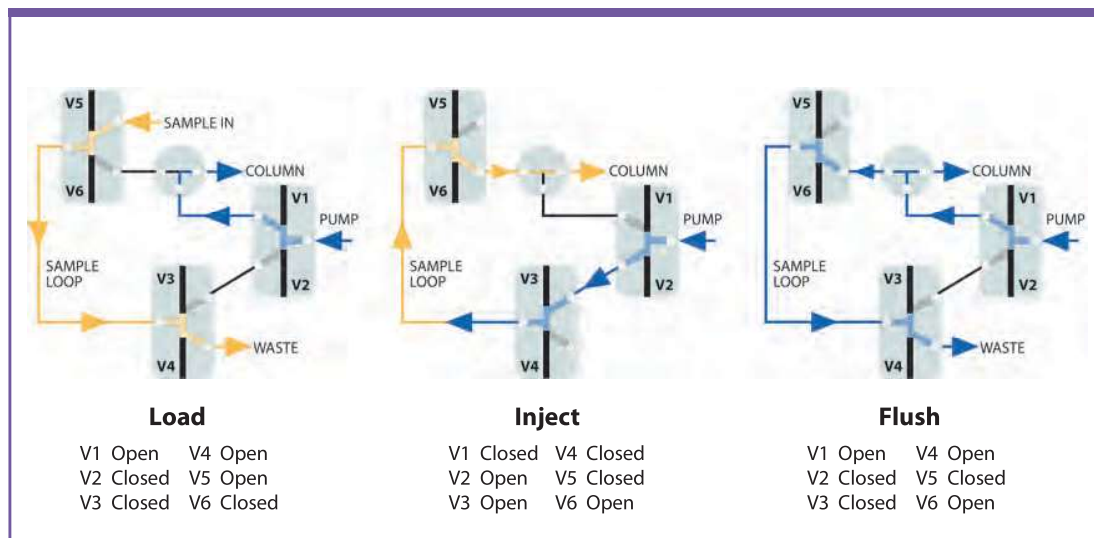 V5
SAMPLE IN
COLUMN
V6
V1
PUMP
SAMPLE
LOOP
V3
V2
WASTE
V4
V5
COLUMN
V6
V1
PUMP
SAMPLE
LOOP
V3
V2
V4
V5
COLUMN
V6
V1
PUMP
SAMPLE
LOOP
V3
V2
WASTE
V4
Load
V1 Open V4 Open
V2 Closed V5 Open
V3 Closed V6 Closed
Inject
V1 Closed V4 Closed
V2 Open V5 Closed
V3 Open V6 Open
Flush
V1 Open V4 Open
V2 Closed V5 Closed
V3 Closed V6 Open